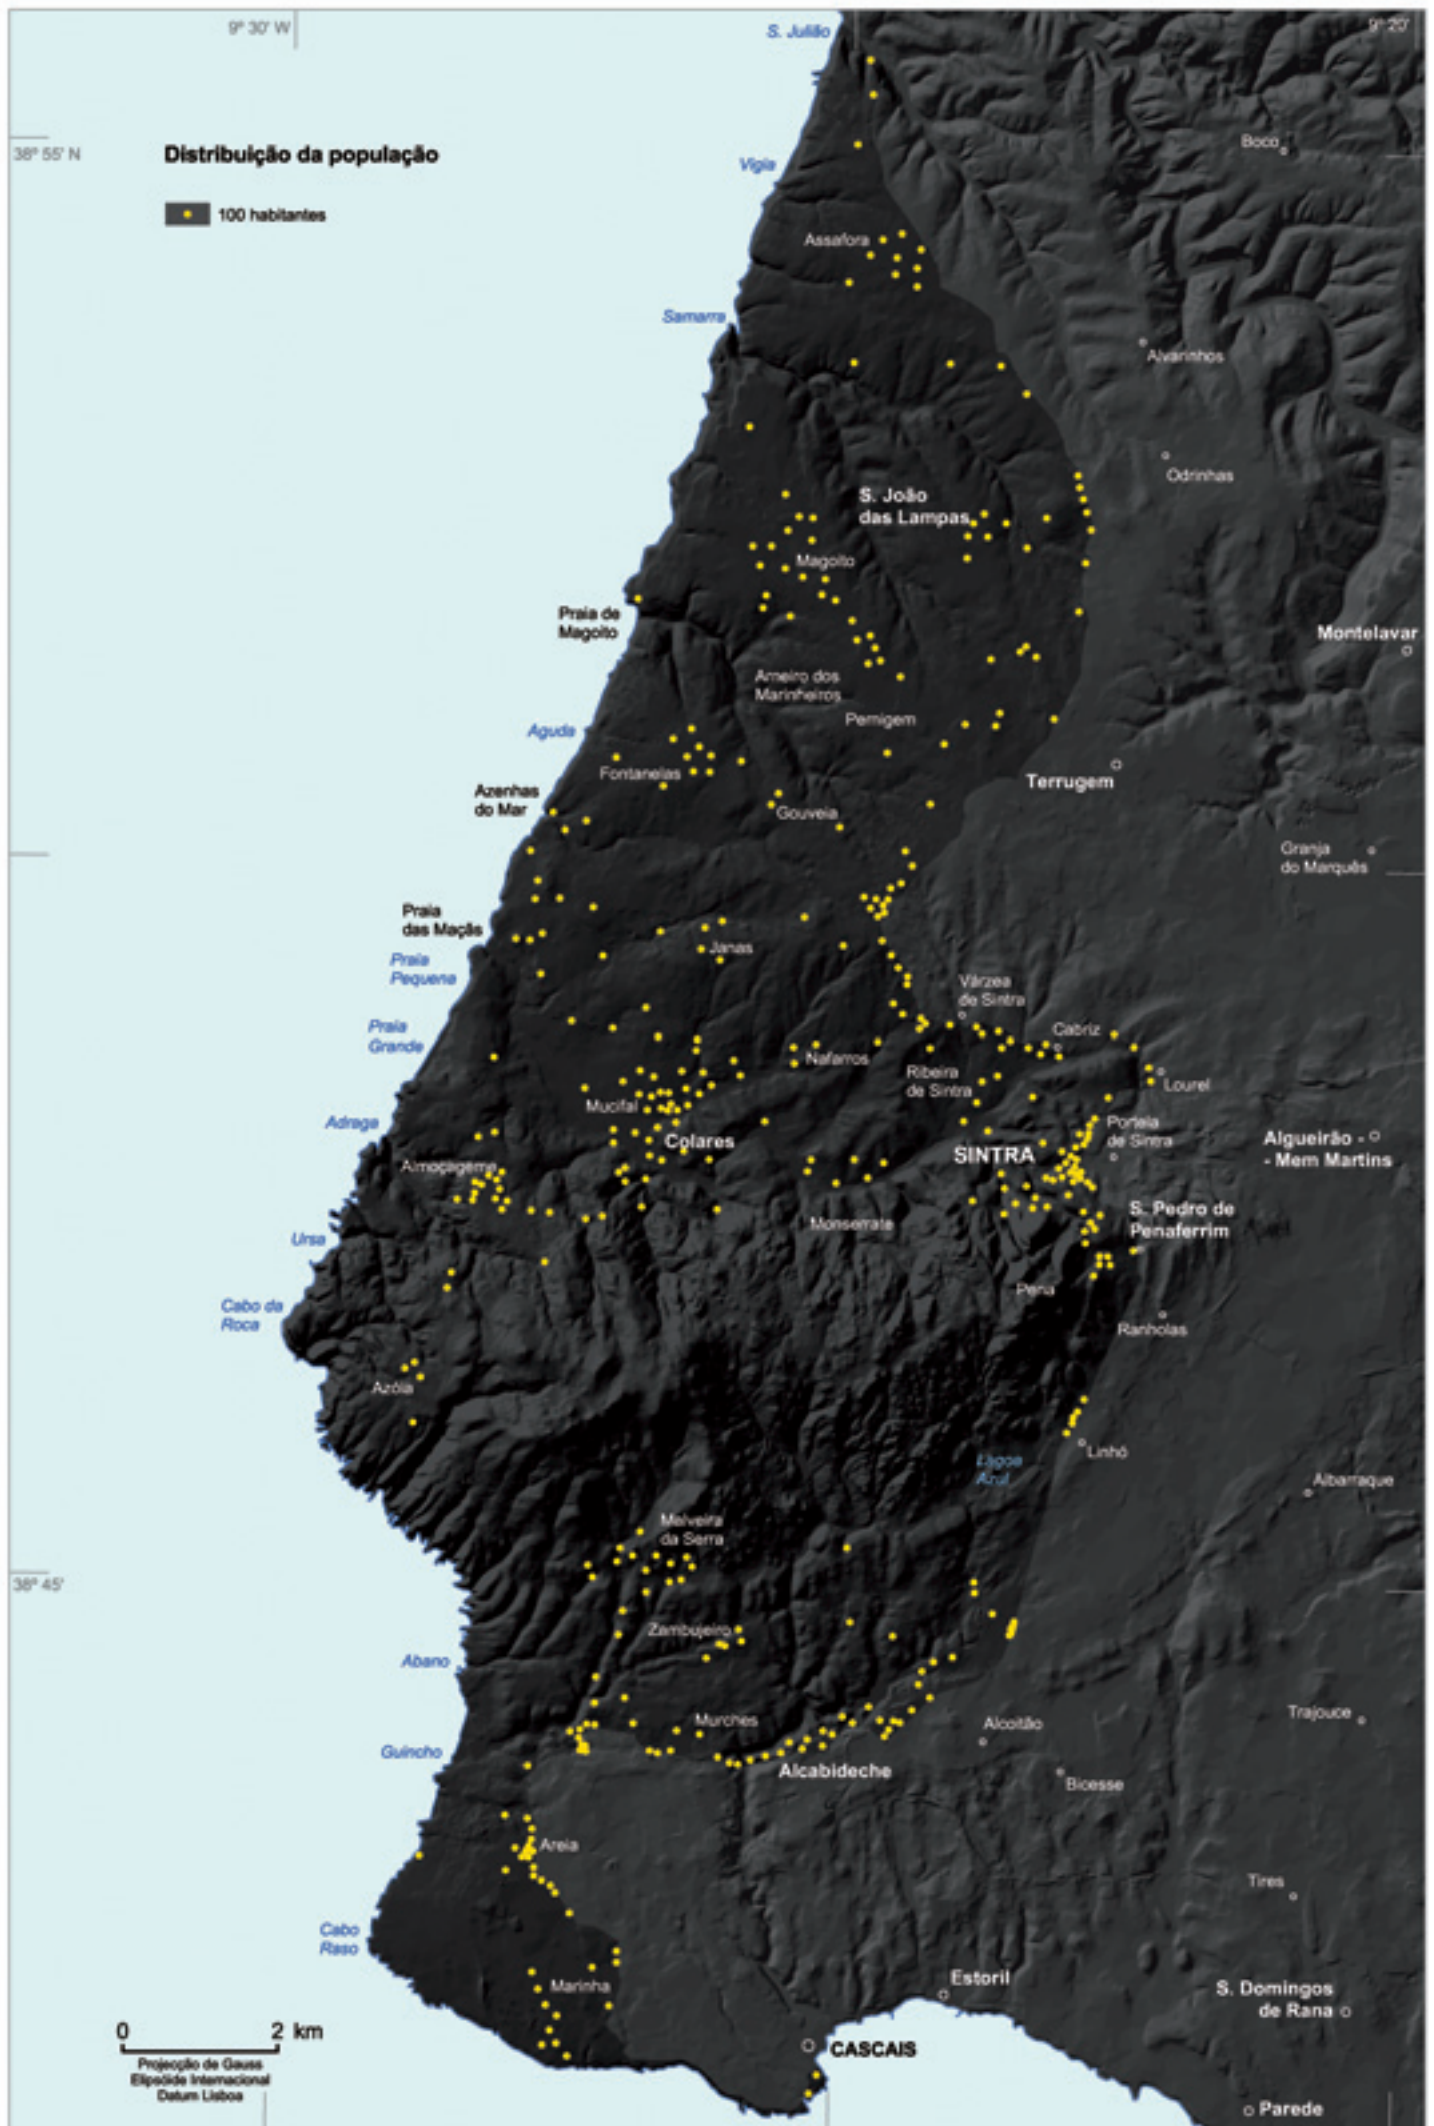 9º 30' W
S. Julião
9º 20'
38º 55' N
Distribuição da população
100 habitantes
Vigia
Boco
Assafora
Samarra
Alvarinhos
Odrinhas
S. João
das Lampas
Magoito
Praia de
Magoito
Montelavar
Arneiro dos
Marinheiros
Pernigem
Aguda
Fontanelas
Terrugem
Azenhas
do Mar
Gouveia
Granja
do Marquês
Praia
das Maçãs
Janas
Praia
Pequena
Várzea
de Sintra
Praia
Grande
Cabriz
Nafarros
Ribeira
de Sintra
Lourel
Mucifal
Adraga
Portela
de Sintra
Colares
Algueirão -
- Mem Martins
SINTRA
Almoçageme
S. Pedro de
Penaferrim
Monserrate
Ursa
Pena
Cabo da
Roca
Ranholas
Azóia
Linhó
Lagoa
Azul
Albarraque
Malveira
da Serra
38º 45'
Zambujeiro
Abano
Murches
Alcoitão
Trajouce
Guincho
Alcabideche
Bicesse
Areia
Tires
Cabo
Raso
Marinha
Estoril
S. Domingos
de Rana
0 2 km
CASCAIS
Projecção de Gauss
Elipsóide Internacional
Datum Lisboa
Parede